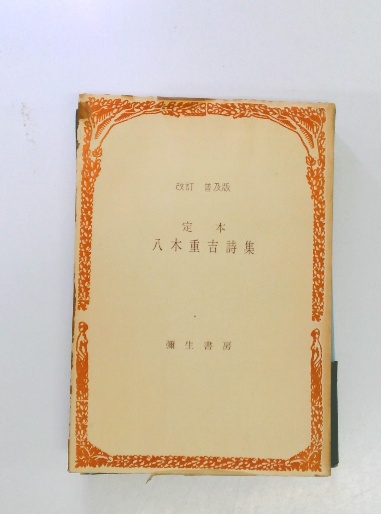 改訂 普及版
定本
八木重吉詩集
彌生書房